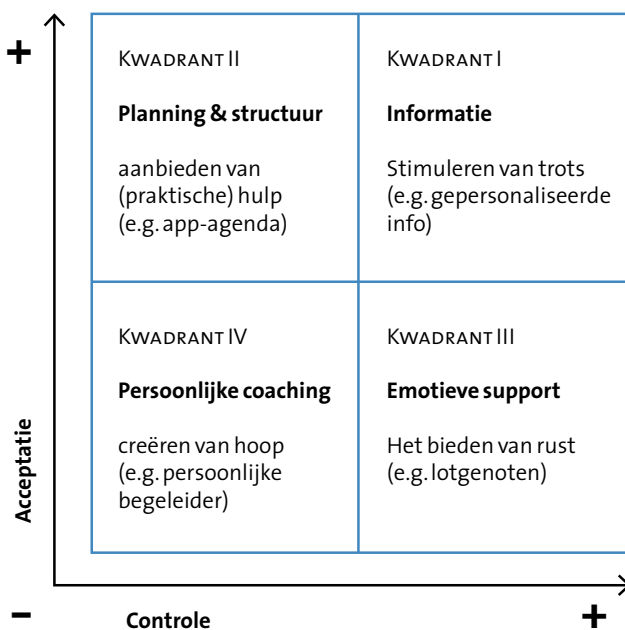 +
KWADRANT II
Planning & structuur
aanbieden van
(praktische) hulp
(e.g. app-agenda)
KWADRANT I
Informatie
Stimuleren van trots
(e.g. gepersonaliseerde
info)
KWADRANT IV
Persoonlijke coaching
creëren van hoop
(e.g. persoonlijke
begeleider)
KWADRANT III
Emotieve support
Het bieden van rust
(e.g. lotgenoten)
Acceptatie
–
Controle
+